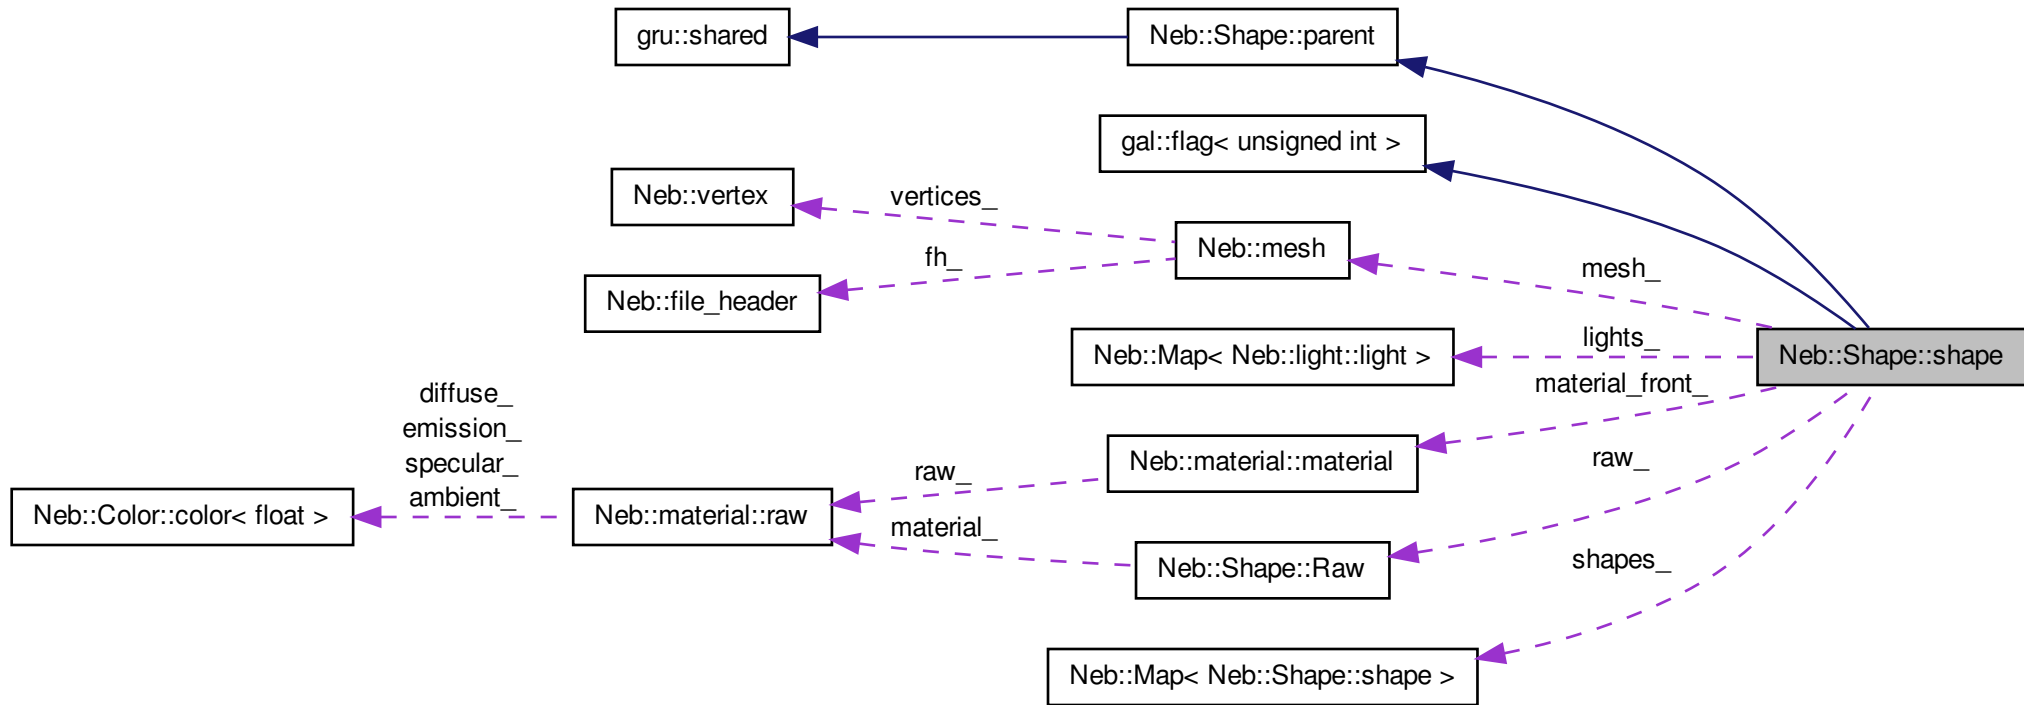 gru::shared
Neb::Shape::parent
gal::flag< unsigned int >
Neb::vertex
vertices_
Neb::mesh
fh_
Neb::file_header
mesh_
Neb::Map< Neb::light::light >
lights_
Neb::Shape::shape
material_front_
diffuse_
emission_
specular_
ambient_
Neb::Color::color< float >
Neb::material::raw
raw_
material_
Neb::material::material
Neb::Shape::Raw
raw_
shapes_
Neb::Map< Neb::Shape::shape >